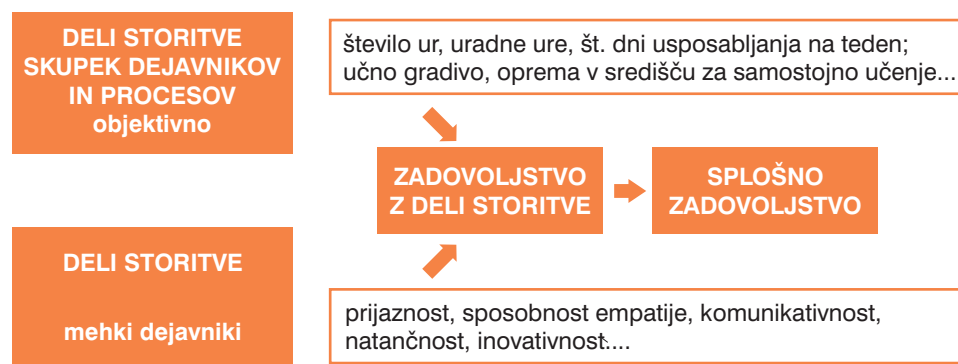 DELI STORITVE
SKUPEK DEJAVNIKOV
IN PROCESOV
objektivno
število ur, uradne ure, št. dni usposabljanja na teden;
učno gradivo, oprema v središču za samostojno učenje...
ZADOVOLJSTVO
Z DELI STORITVE
SPLOŠNO
ZADOVOLJSTVO
DELI STORITVE
mehki dejavniki
prijaznost, sposobnost empatije, komunikativnost,
natančnost, inovativnost....